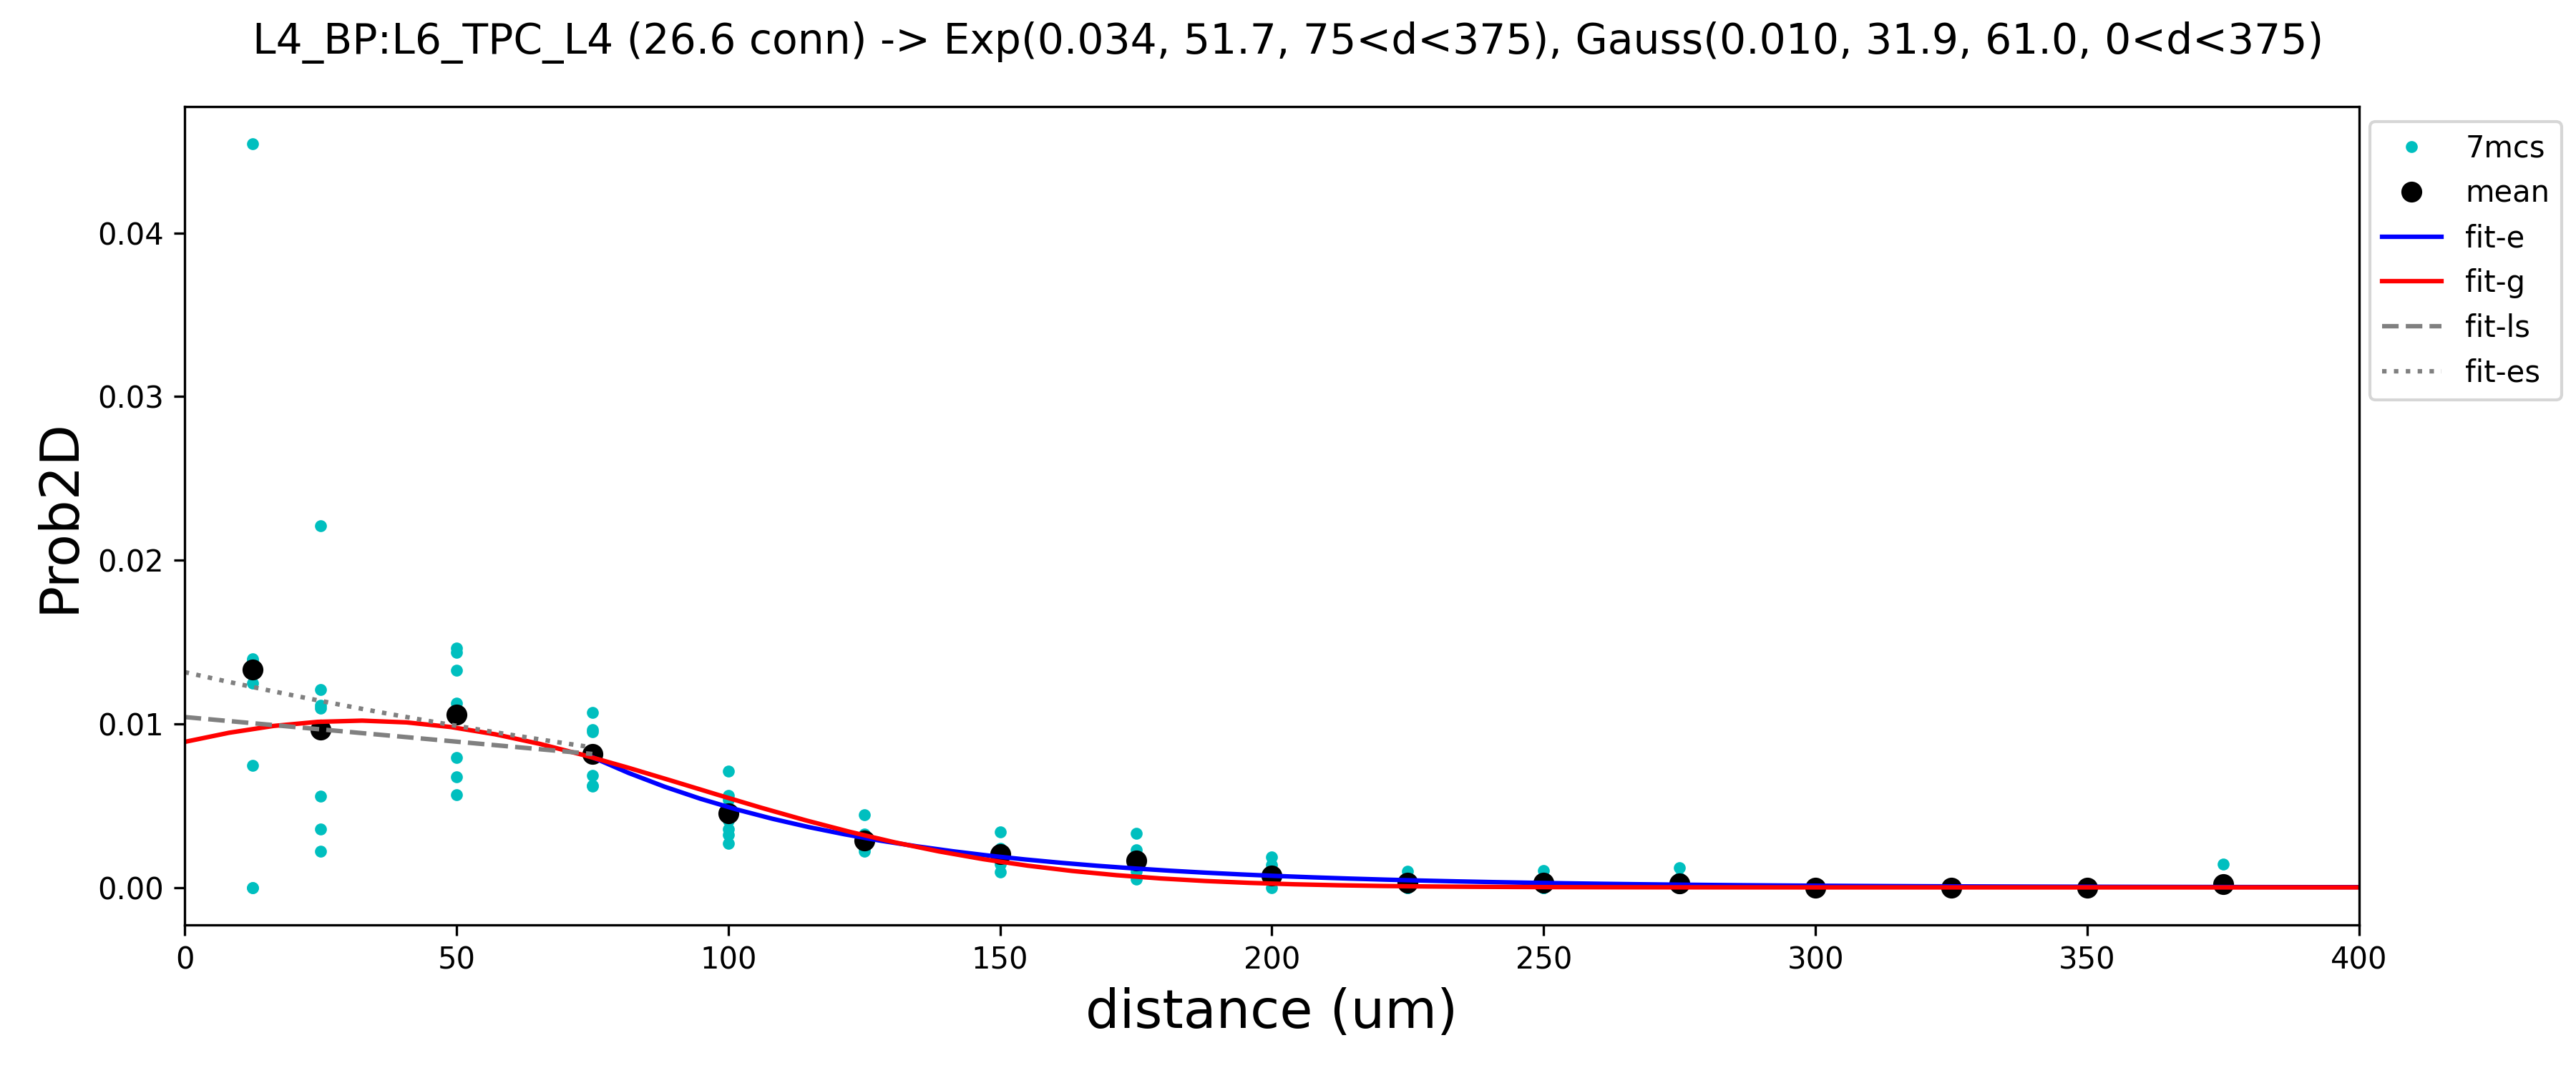 L4_BP:L6_TPC_L4 (26.6 conn) -> Exp(0.034, 51.7, 75<d<375), Gauss(0.010, 31.9, 61.0, 0<d<375)
7mcs
mean
fit-e
fit-g
fit-ls
fit-es
Prob2D
0.04
0.03
0.02
0.01
0.00
0 50 100 150 200 250 300 350 400
distance (um)